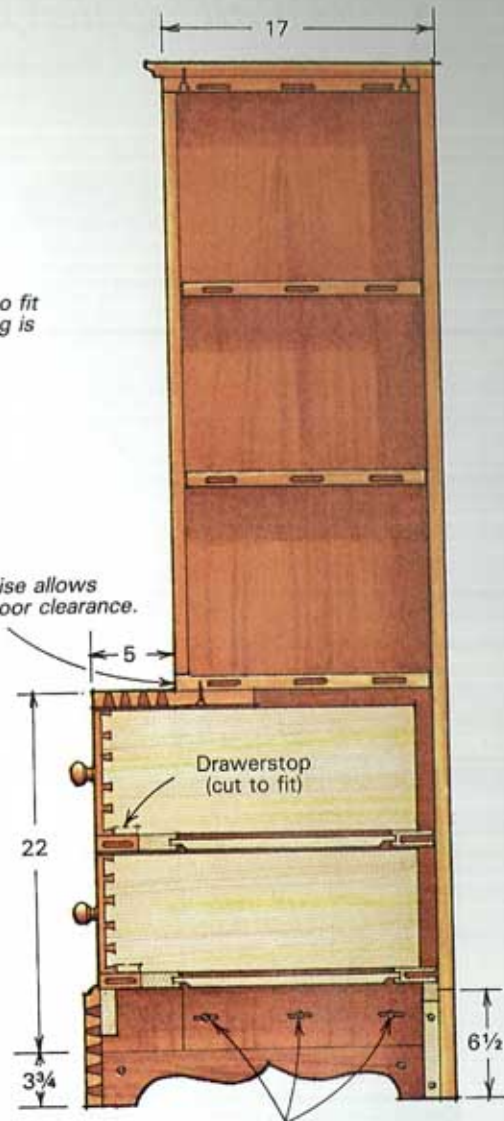 17
o fit
g is
ise allows
oor clearance.
5
Drawerstop
(cut to fit)
22
6½
3¾